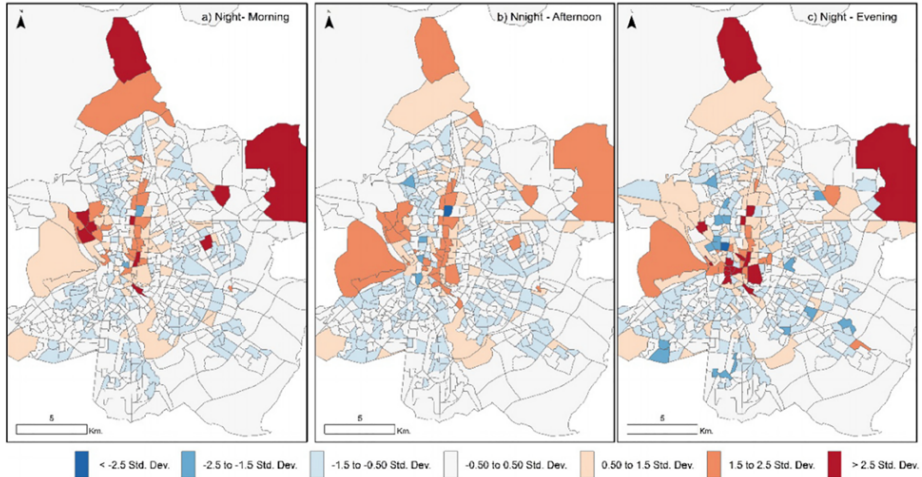 a) Night- Morning
b) Nnight - Afternoon
c) Night - Evening
5
Km.
5
Km.
5
Km.
< -2.5 Std. Dev.
-2.5 to -1.5 Std. Dev.
-1.5 to -0.50 Std. Dev.
-0.50 to 0.50 Std. Dev.
0.50 to 1.5 Std. Dev.
1.5 to 2.5 Std. Dev.
> 2.5 Std. Dev.